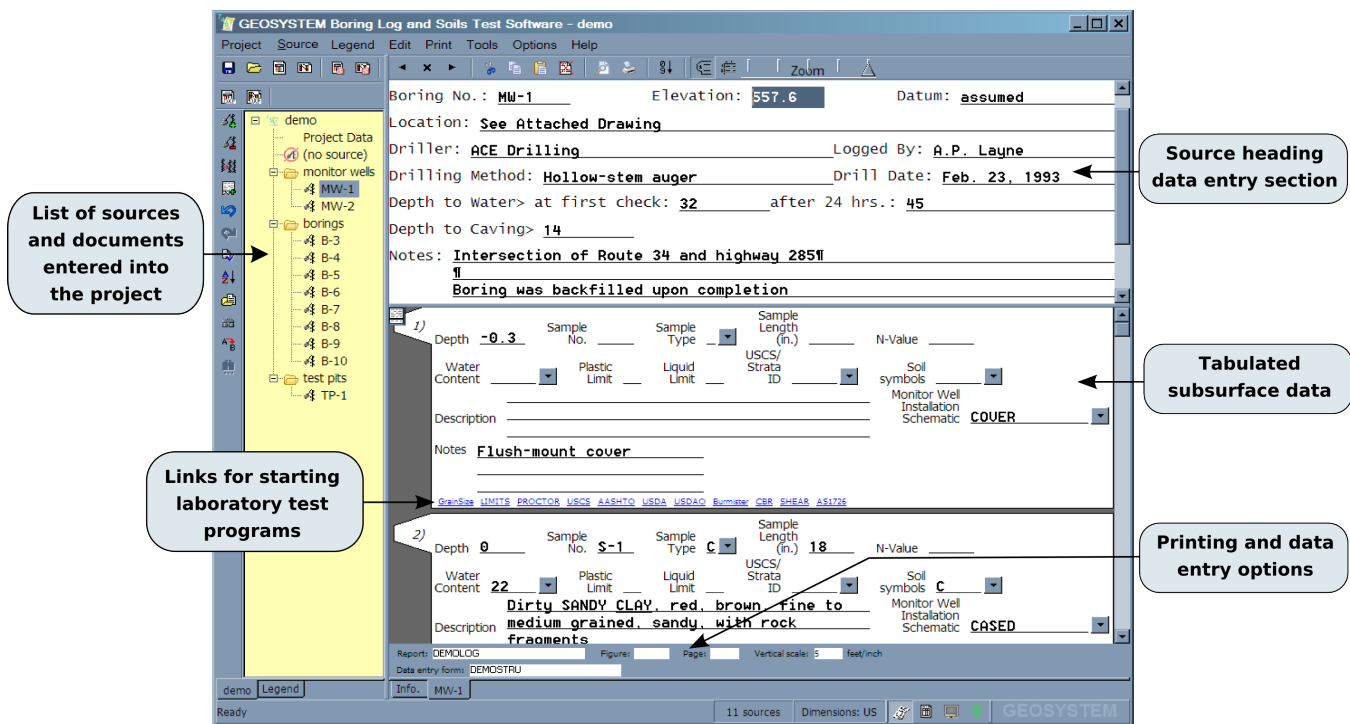 GEOSYSTEM Boring Log and Soils Test Software - demo
Project Source Legend Edit Print Tools Options Help
Zoom
Boring No.: MW-1 Elevation: 557.6 Datum: assumed
Location: See Attached Drawing
Driller: ACE Drilling Logged By: A.P. Layne
Drilling Method: Hollow-stem auger Drill Date: Feb. 23, 1993
Depth to Water> at first check: 32 after 24 hrs.: 45
Depth to Caving> 14
Notes: Intersection of Route 34 and highway 285¶
¶
Boring was backfilled upon completion
demo
Project Data
(no source)
monitor wells
MW-1
MW-2
borings
B-3
B-4
B-5
B-6
B-7
B-8
B-9
B-10
test pits
TP-1
List of sources
and documents
entered into
the project
Source heading
data entry section
1)
Depth -0.3 Sample No. Sample Type Sample Length (in.) N-Value
Water Content Plastic Limit Liquid Limit USCS/ Strata ID Soil symbols
Description Monitor Well Installation Schematic COVER
Notes Flush-mount cover
GrainSize LIMITS PROCTOR USCS AASHTO USDA USDAO Burmister CBR SHEAR AS1726
Tabulated
subsurface data
Links for starting
laboratory test
programs
2)
Depth 0 Sample No. S-1 Sample Type C Sample Length (in.) 18 N-Value
Water Content 22 Plastic Limit Liquid Limit USCS/ Strata ID Soil symbols C
Dirty SANDY CLAY, red, brown, fine to
Description medium grained, sandy, with rock
fragments
Monitor Well Installation Schematic CASED
Printing and data
entry options
Report: DEMOLOG Figure: Page: Vertical scale: 5 feet/inch
Data entry form: DEMOSTRU
demo Legend Info. MW-1
Ready 11 sources Dimensions: US GEOSYSTEM